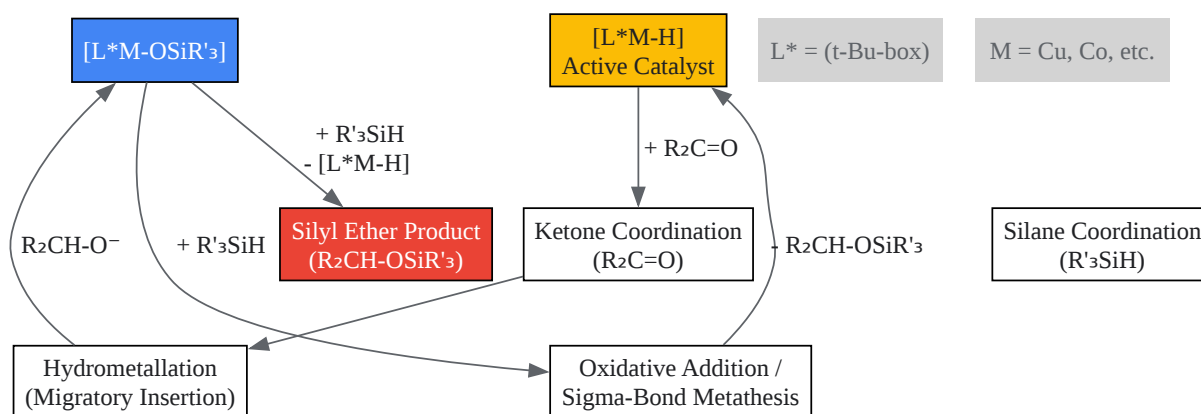 [L*M-OSiR'₃]
[L*M-H]
Active Catalyst
L* = (t-Bu-box)
M = Cu, Co, etc.
+ R'₃SiH
- [L*M-H]
+ R₂C=O
R₂CH-O⁻
+ R'₃SiH
Silyl Ether Product
(R₂CH-OSiR'₃)
Ketone Coordination
(R₂C=O)
- R₂CH-OSiR'₃
Silane Coordination
(R'₃SiH)
Hydrometallation
(Migratory Insertion)
Oxidative Addition /
Sigma-Bond Metathesis